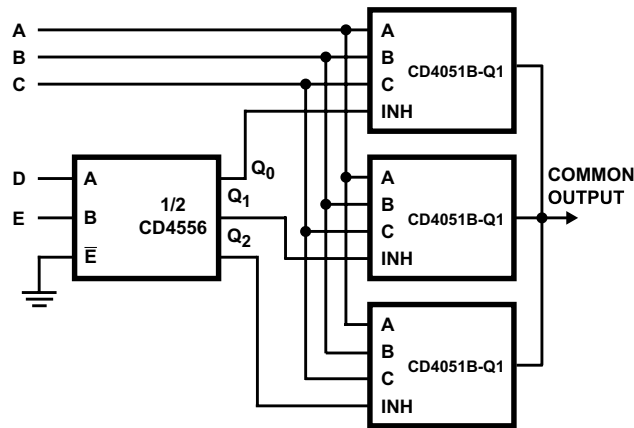 A
B
C
A
B
C
INH
CD4051B-Q1
D
E
A
B
E
1/2
CD4556
Q0
Q1
Q2
A
B
C
INH
CD4051B-Q1
COMMON
OUTPUT
A
B
C
INH
CD4051B-Q1